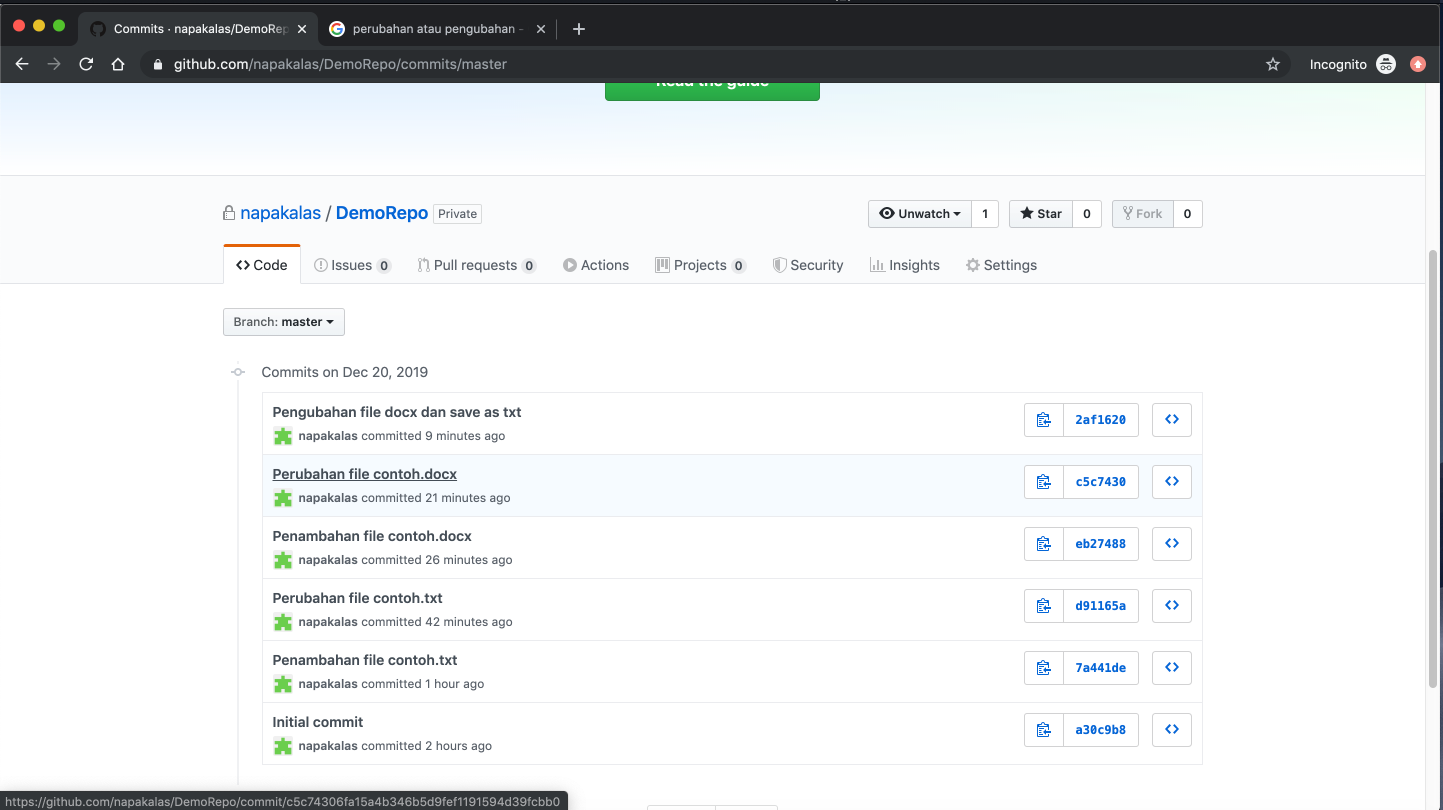 Commits · napakalas/DemoRep
perubahan atau pengubahan -
github.com/napakalas/DemoRepo/commits/master
Incognito
Read the guide
napakalas / DemoRepo Private
Unwatch 1 Star 0 Fork 0
Code Issues 0 Pull requests 0 Actions Projects 0 Security Insights Settings
Branch: master
Commits on Dec 20, 2019
Pengubahan file docx dan save as txt
napakalas committed 9 minutes ago
2af1620
Perubahan file contoh.docx
napakalas committed 21 minutes ago
c5c7430
Penambahan file contoh.docx
napakalas committed 26 minutes ago
eb27488
Perubahan file contoh.txt
napakalas committed 42 minutes ago
d91165a
Penambahan file contoh.txt
napakalas committed 1 hour ago
7a441de
Initial commit
napakalas committed 2 hours ago
a30c9b8
https://github.com/napakalas/DemoRepo/commit/c5c74306fa15a4b346b5d9fef1191594d39fcbb0